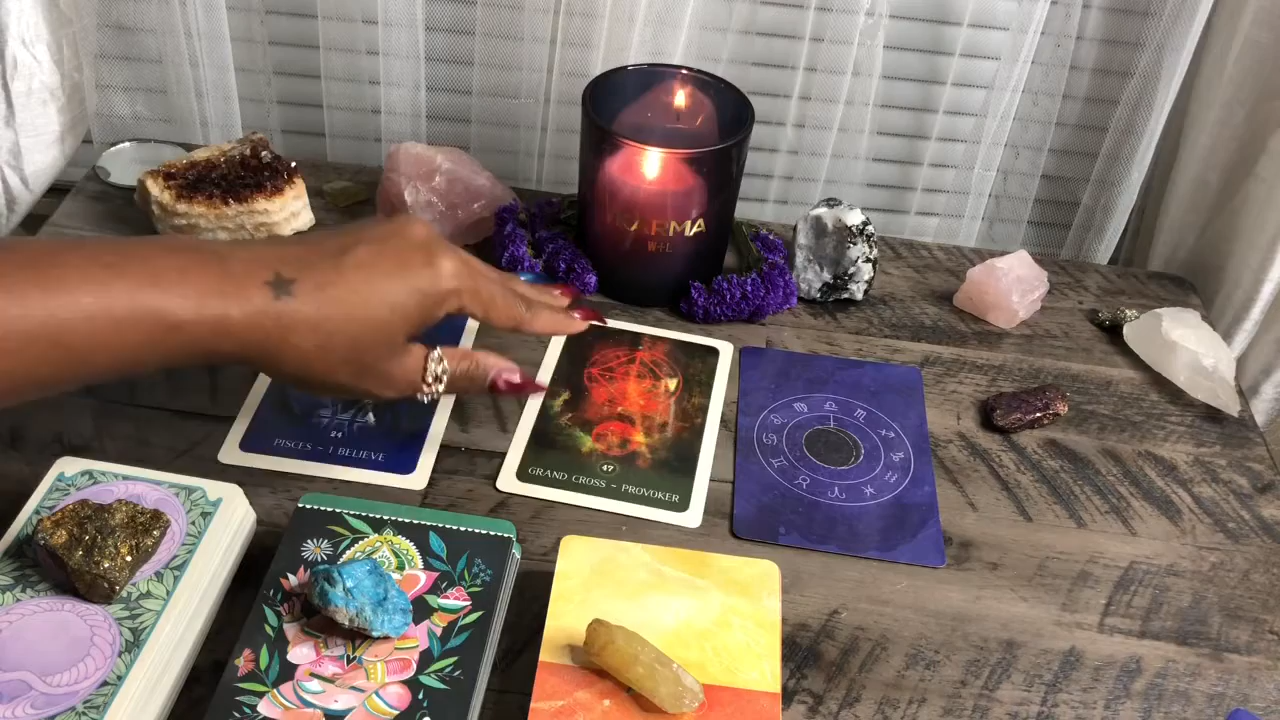 KARMA
W+L
24
PISCES ~ I BELIEVE
47
GRAND CROSS ~ PROVOKER